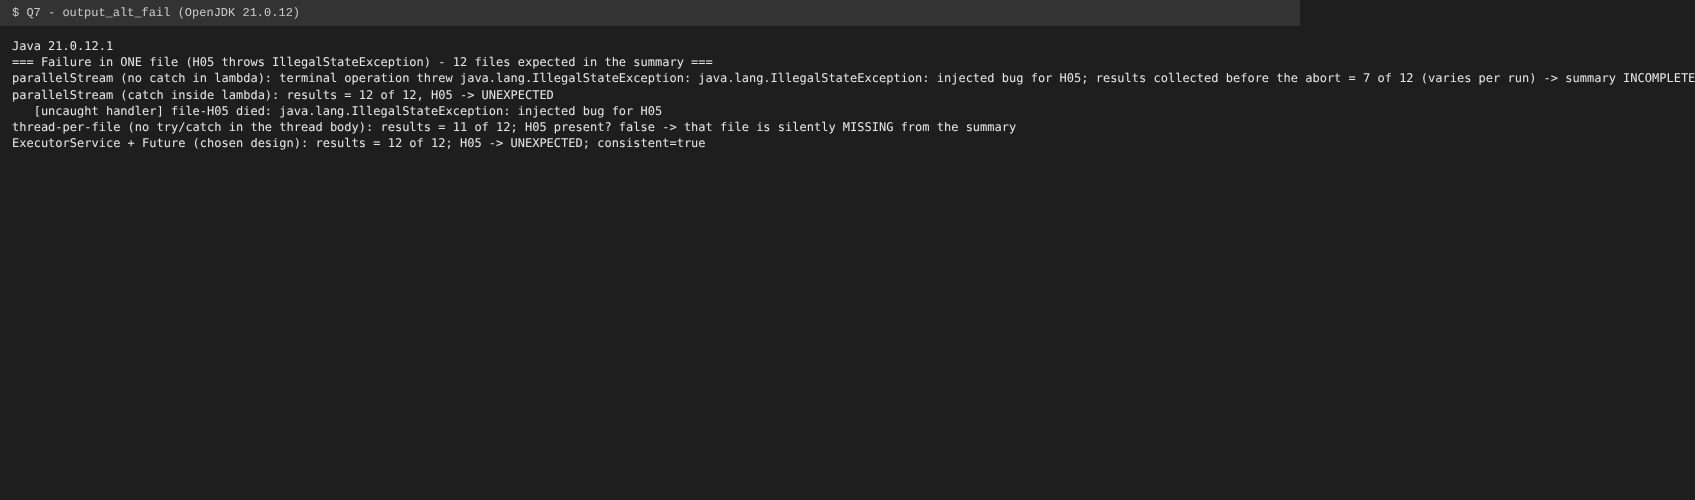 $ Q7 - output_alt_fail (OpenJDK 21.0.12)
Java 21.0.12.1
=== Failure in ONE file (H05 throws IllegalStateException) - 12 files expected in the summary ===
parallelStream (no catch in lambda): terminal operation threw java.lang.IllegalStateException: java.lang.IllegalStateException: injected bug for H05; results collected before the abort = 7 of 12 (varies per run) -> summary INCOMPLETE
parallelStream (catch inside lambda): results = 12 of 12, H05 -> UNEXPECTED
   [uncaught handler] file-H05 died: java.lang.IllegalStateException: injected bug for H05
thread-per-file (no try/catch in the thread body): results = 11 of 12; H05 present? false -> that file is silently MISSING from the summary
ExecutorService + Future (chosen design): results = 12 of 12; H05 -> UNEXPECTED; consistent=true